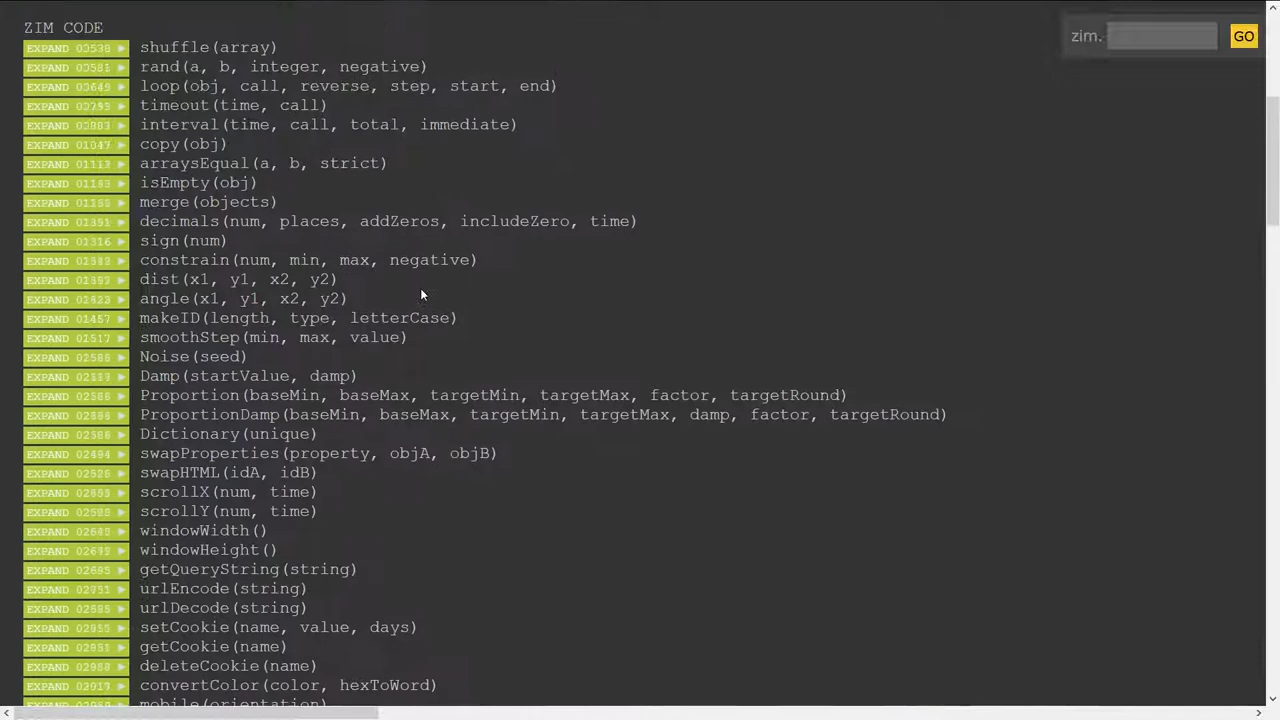 ZIM CODE
zim. GO
EXPAND shuffle(array)
EXPAND rand(a, b, integer, negative)
EXPAND loop(obj, call, reverse, step, start, end)
EXPAND timeout(time, call)
EXPAND interval(time, call, total, immediate)
EXPAND 01047 copy(obj)
EXPAND arraysEqual(a, b, strict)
EXPAND isEmpty(obj)
EXPAND merge(objects)
EXPAND decimals(num, places, addZeros, includeZero, time)
EXPAND 01316 sign(num)
EXPAND constrain(num, min, max, negative)
EXPAND dist(x1, y1, x2, y2)
EXPAND angle(x1, y1, x2, y2)
EXPAND makeID(length, type, letterCase)
EXPAND 01517 smoothStep(min, max, value)
EXPAND Noise(seed)
EXPAND Damp(startValue, damp)
EXPAND Proportion(baseMin, baseMax, targetMin, targetMax, factor, targetRound)
EXPAND ProportionDamp(baseMin, baseMax, targetMin, targetMax, damp, factor, targetRound)
EXPAND Dictionary(unique)
EXPAND swapProperties(property, objA, objB)
EXPAND swapHTML(idA, idB)
EXPAND scrollX(num, time)
EXPAND scrollY(num, time)
EXPAND windowWidth()
EXPAND windowHeight()
EXPAND getQueryString(string)
EXPAND urlEncode(string)
EXPAND urlDecode(string)
EXPAND setCookie(name, value, days)
EXPAND getCookie(name)
EXPAND deleteCookie(name)
EXPAND convertColor(color, hexToWord)
EXPAND mobile(orientation)